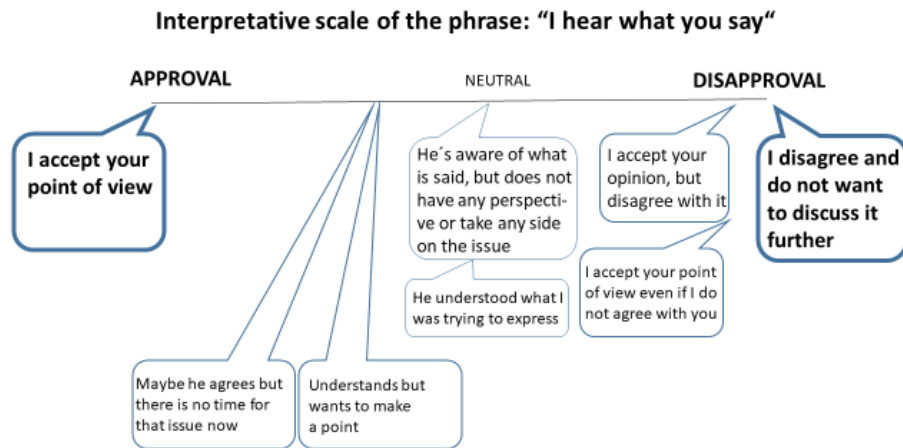 Interpretative scale of the phrase: “I hear what you say“
APPROVAL
NEUTRAL
DISAPPROVAL
I accept your
point of view
He´s aware of what
is said, but does not
have any perspecti-
ve or take any side
on the issue
I accept your
opinion, but
disagree with it
I disagree and
do not want
to discuss it
further
He understood what I
was trying to express
I accept your point
of view even if I do
not agree with you
Maybe he agrees but
there is no time for
that issue now
Understands but
wants to make
a point